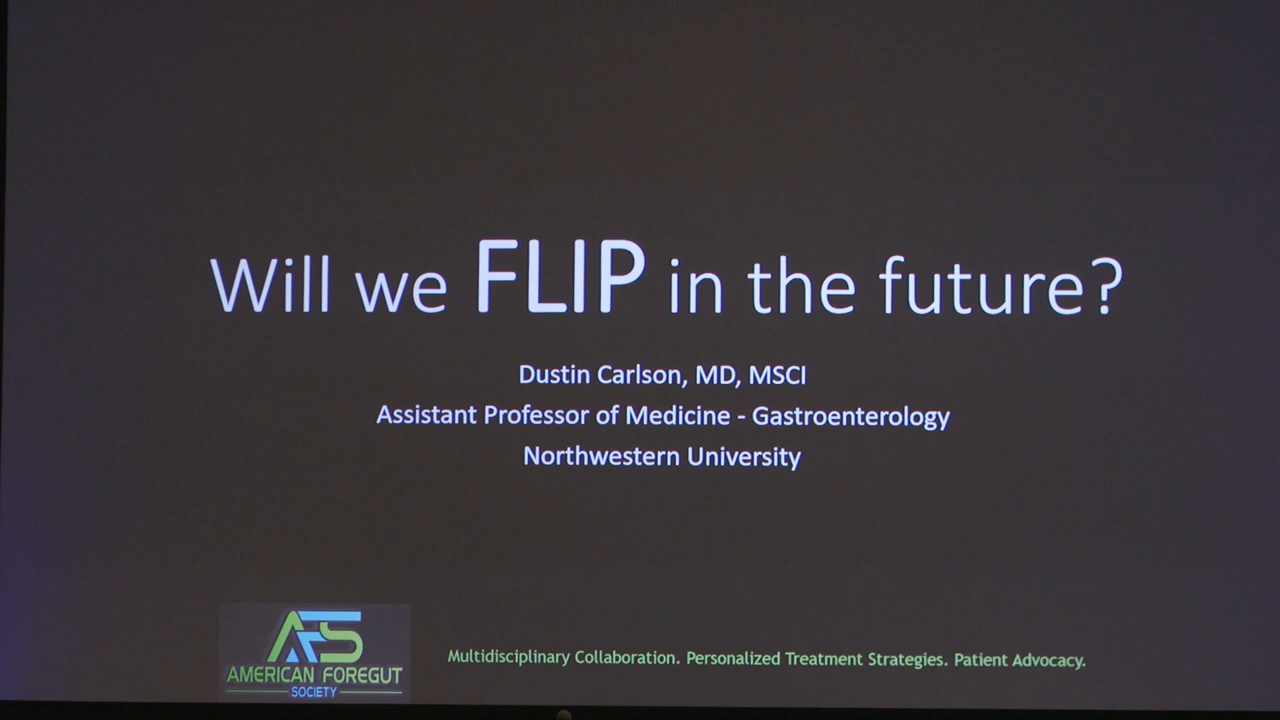 Will we FLIP in the future?
Dustin Carlson, MD, MSCI
Assistant Professor of Medicine - Gastroenterology
Northwestern University
AFS
AMERICAN FOREGUT
SOCIETY
Multidisciplinary Collaboration. Personalized Treatment Strategies. Patient Advocacy.